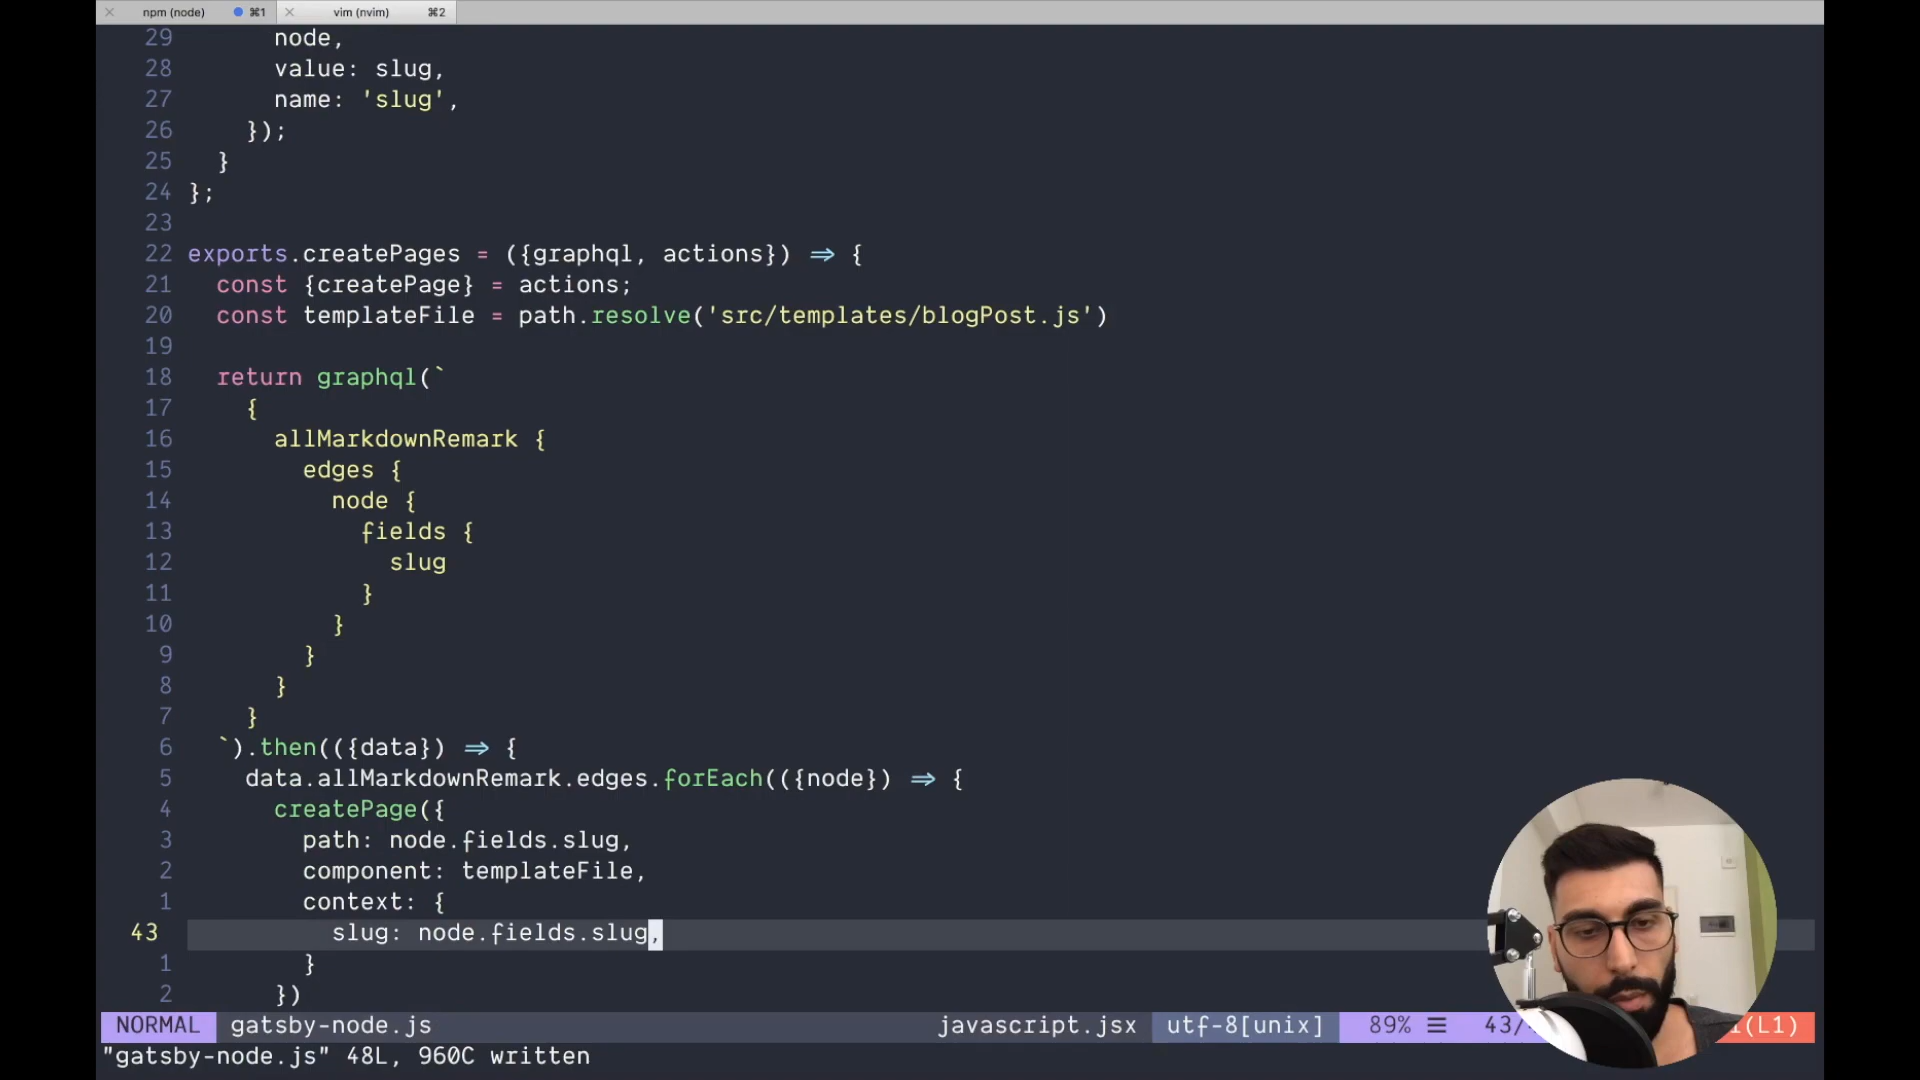 npm (node) ⌘1 vim (nvim) ⌘2
29 node,
28 value: slug,
27 name: 'slug',
26 });
25 }
24 };
23
22 exports.createPages = ({graphql, actions}) => {
21 const {createPage} = actions;
20 const templateFile = path.resolve('src/templates/blogPost.js')
19
18 return graphql(`
17 {
16 allMarkdownRemark {
15 edges {
14 node {
13 fields {
12 slug
11 }
10 }
9 }
8 }
7 }
6 `).then(({data}) => {
5 data.allMarkdownRemark.edges.forEach(({node}) => {
4 createPage({
3 path: node.fields.slug,
2 component: templateFile,
1 context: {
43 slug: node.fields.slug,
1 }
2 })
NORMAL gatsby-node.js javascript.jsx utf-8[unix] 89% ☰ 43/ (L1)
"gatsby-node.js" 48L, 960C written